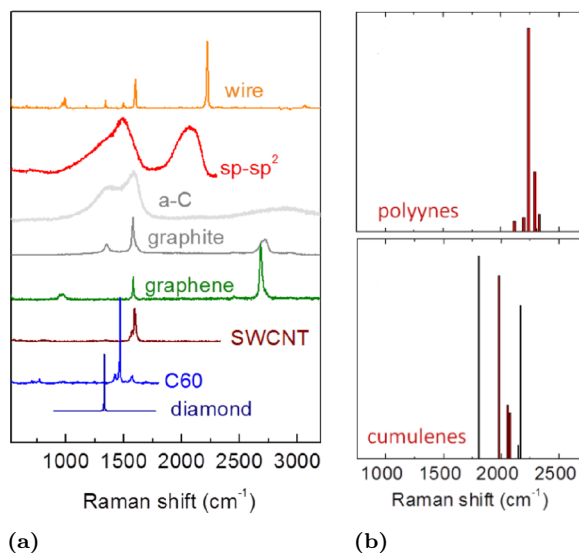 wire
sp-sp²
a-C
graphite
graphene
SWCNT
C60
diamond
1000 1500 2000 2500 3000
Raman shift (cm⁻¹)
(a)
polyynes
cumulenes
1000 1500 2000 2500
Raman shift (cm⁻¹)
(b)